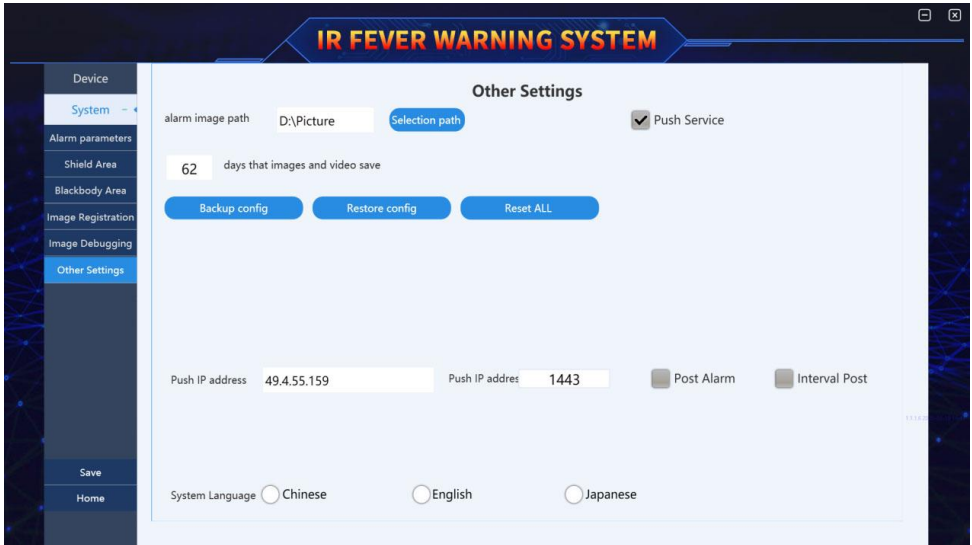 IR FEVER WARNING SYSTEM
Device
System
Alarm parameters
Shield Area
Blackbody Area
Image Registration
Image Debugging
Other Settings
Save
Home
Other Settings
alarm image path D:\Picture Selection path Push Service
62 days that images and video save
Backup config Restore config Reset ALL
Push IP address 49.4.55.159 Push IP addres 1443 Post Alarm Interval Post
System Language Chinese English Japanese